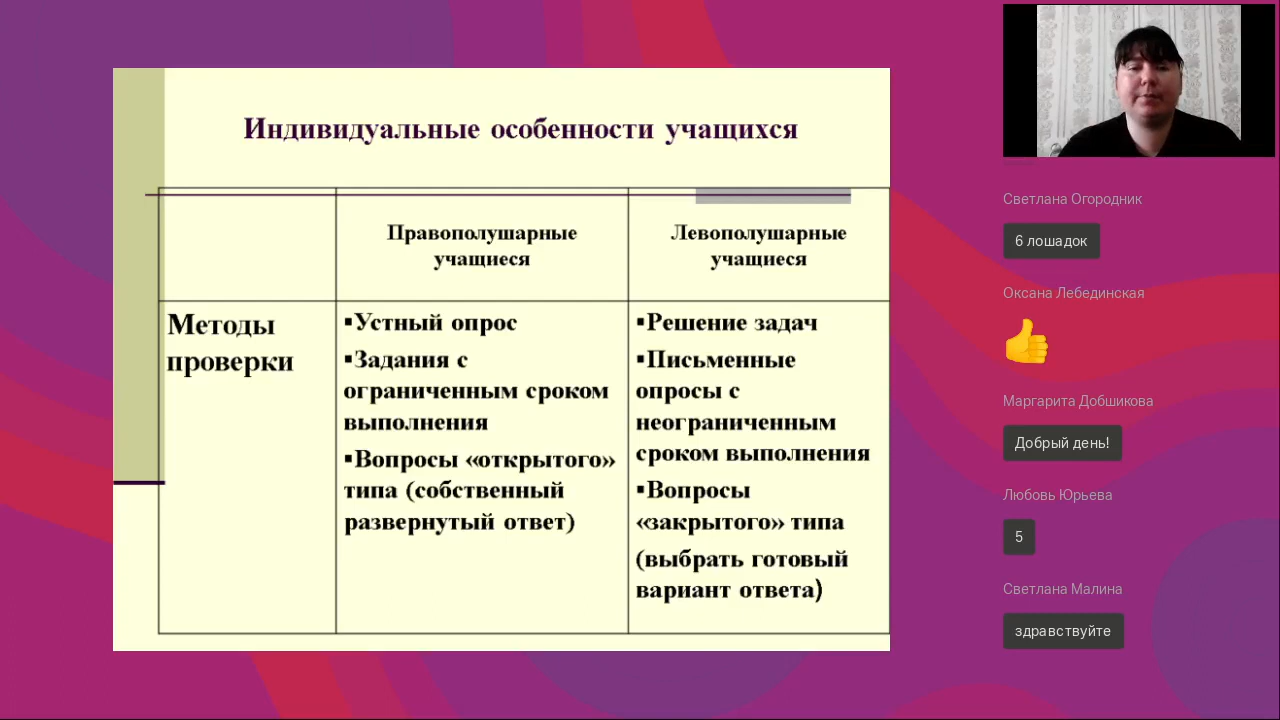 Индивидуальные особенности учащихся
Правополушарные
учащиеся
Левополушарные
учащиеся
Методы
проверки
▪Устный опрос
▪Задания с
ограниченным сроком
выполнения
▪Вопросы «открытого»
типа (собственный
развернутый ответ)
▪Решение задач
▪Письменные
опросы с
неограниченным
сроком выполнения
▪Вопросы
«закрытого» типа
(выбрать готовый
вариант ответа)
Светлана Огородник
6 лошадок
Оксана Лебединская
Маргарита Добшикова
Добрый день!
Любовь Юрьева
5
Светлана Малина
здравствуйте